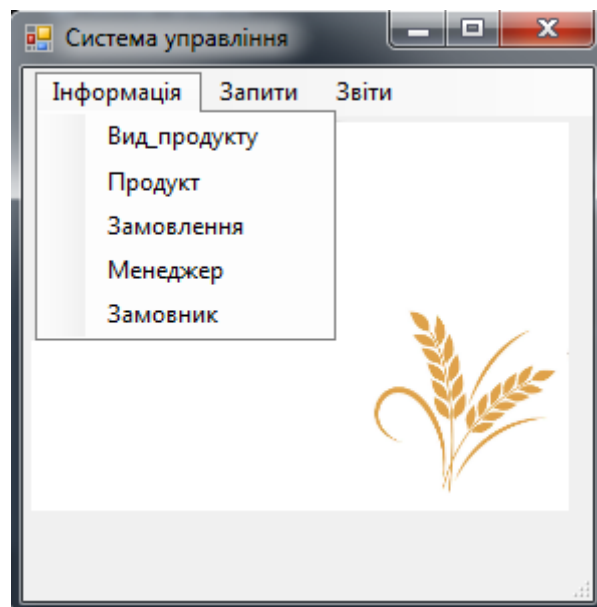 Система управління
Інформація Запити Звіти
Вид_продукту
Продукт
Замовлення
Менеджер
Замовник